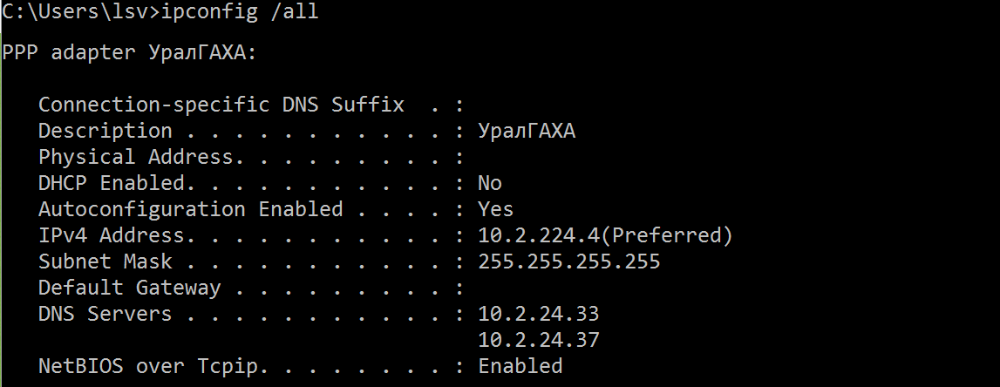 C:\Users\lsv>ipconfig /all
PPP adapter УралГАХА:
Connection-specific DNS Suffix  . :
Description . . . . . . . . . . . : УралГАХА
Physical Address. . . . . . . . . :
DHCP Enabled. . . . . . . . . . . : No
Autoconfiguration Enabled . . . . : Yes
IPv4 Address. . . . . . . . . . . : 10.2.224.4(Preferred)
Subnet Mask . . . . . . . . . . . : 255.255.255.255
Default Gateway . . . . . . . . . :
DNS Servers . . . . . . . . . . . : 10.2.24.33
10.2.24.37
NetBIOS over Tcpip. . . . . . . . : Enabled